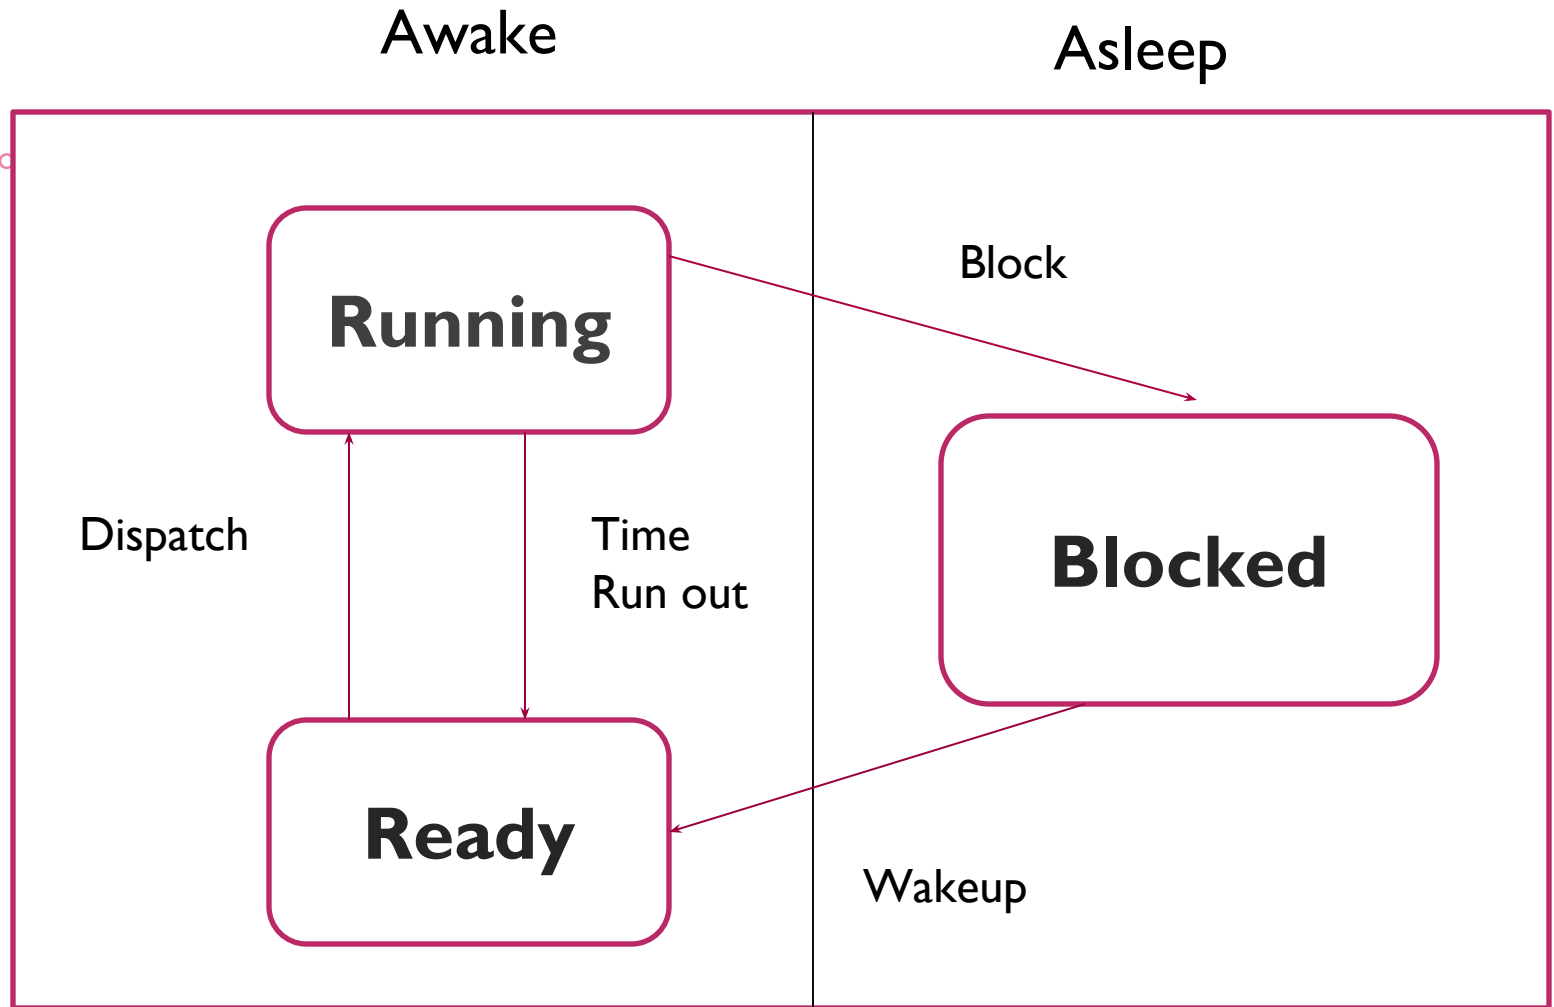 Awake
Asleep
Running
Block
Dispatch
Time
Run out
Blocked
Ready
Wakeup